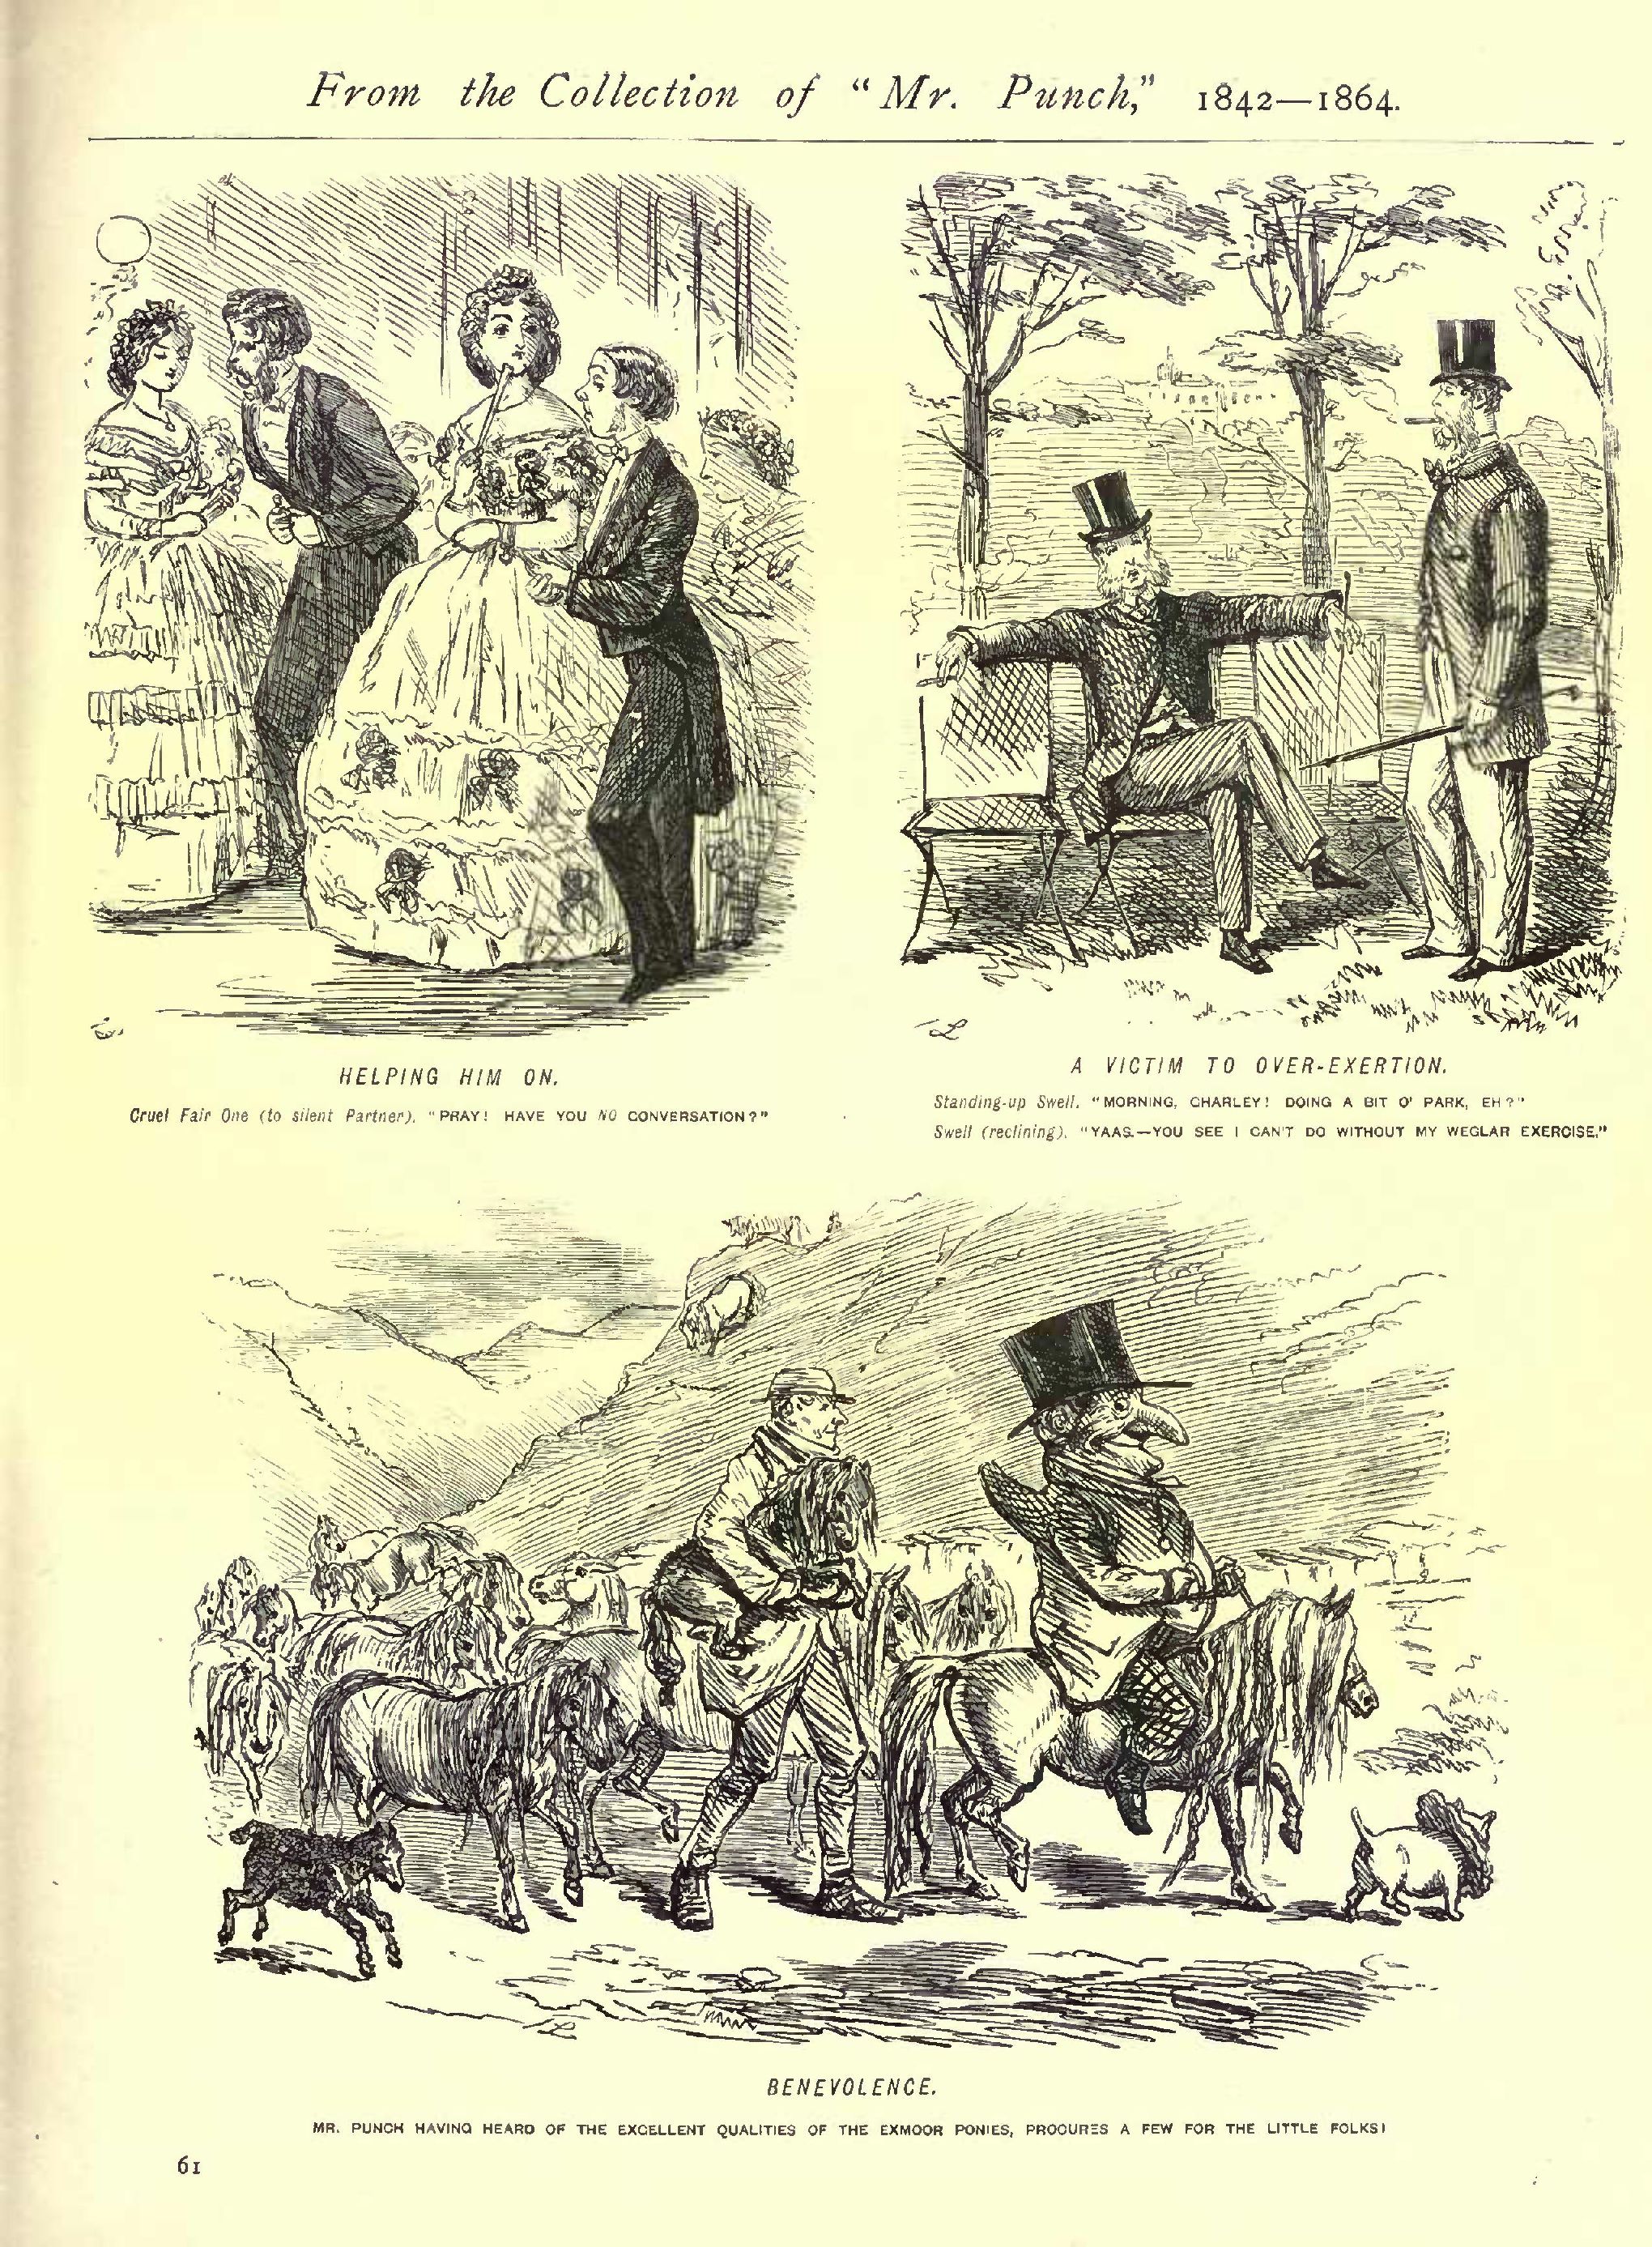 From the Collection of "Mr. Punch," 1842—1864.
HELPING HIM ON.
Cruel Fair One (to silent Partner). "PRAY! HAVE YOU NO CONVERSATION?"
A VICTIM TO OVER-EXERTION.
Standing-up Swell. "MORNING, CHARLEY! DOING A BIT O' PARK, EH?"
Swell (reclining). "YAAS.—YOU SEE I CAN'T DO WITHOUT MY WEGLAR EXERCISE."
BENEVOLENCE.
MR. PUNCH HAVING HEARD OF THE EXCELLENT QUALITIES OF THE EXMOOR PONIES, PROCURES A FEW FOR THE LITTLE FOLKS!
61